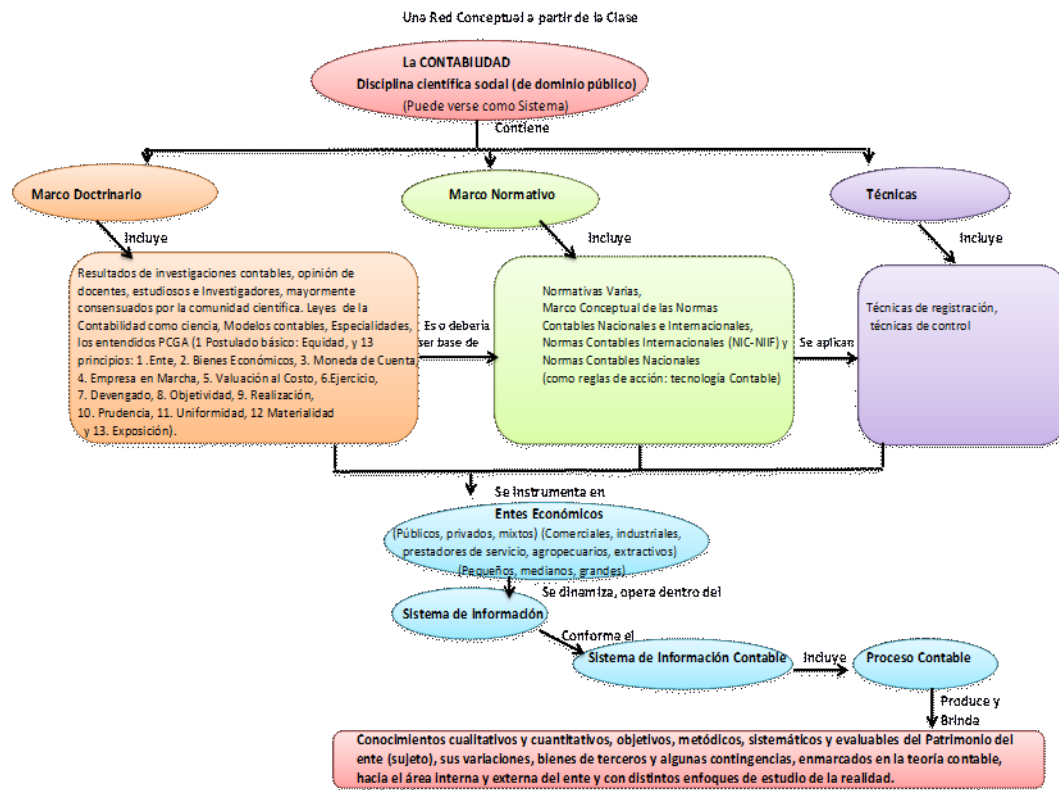 Una Red Conceptual a partir de la Clase
La CONTABILIDAD
Disciplina científica social (de dominio público)
(Puede verse como Sistema)
Contiene
Marco Doctrinario
Marco Normativo
Técnicas
Incluye
Incluye
Incluye
Resultados de investigaciones contables, opinión de
docentes, estudiosos e Investigadores, mayormente
consensuados por la comunidad científica. Leyes de la
Contabilidad como ciencia, Modelos contables, Especialidades,
los entendidos PCGA (1 Postulado básico: Equidad, y 13
principios: 1 .Ente, 2. Bienes Económicos, 3. Moneda de Cuenta,
4. Empresa en Marcha, 5. Valuación al Costo, 6.Ejercicio,
7. Devengado, 8. Objetividad, 9. Realización,
10. Prudencia, 11. Uniformidad, 12 Materialidad
y 13. Exposición).
Es o debería
ser base de
Normativas Varias,
Marco Conceptual de las Normas
Contables Nacionales e Internacionales,
Normas Contables Internacionales (NIC-NIIF) y
Normas Contables Nacionales
(como reglas de acción: tecnología Contable)
Se aplican
Técnicas de registración,
técnicas de control
Se instrumenta en
Entes Económicos
(Públicos, privados, mixtos) (Comerciales, industriales,
prestadores de servicio, agropecuarios, extractivos)
(Pequeños, medianos, grandes)
Se dinamiza, opera dentro del
Sistema de Información
Conforma el
Sistema de Información Contable
Incluye
Proceso Contable
Produce y
Brinda
Conocimientos cualitativos y cuantitativos, objetivos, metódicos, sistemáticos y evaluables del Patrimonio del
ente (sujeto), sus variaciones, bienes de terceros y algunas contingencias, enmarcados en la teoría contable,
hacia el área interna y externa del ente y con distintos enfoques de estudio de la realidad.